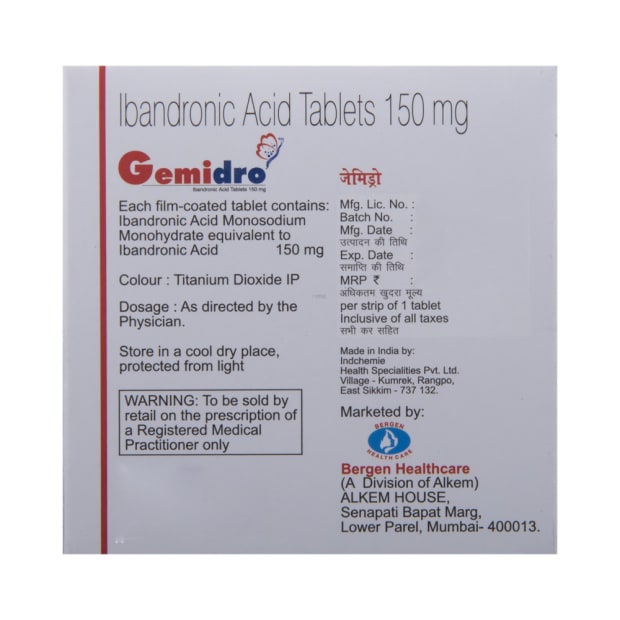 Ibandronic Acid Tablets 150 mg
Gemidro
Ibandronic Acid Tablets 150 mg
Each film-coated tablet contains:
Ibandronic Acid Monosodium
Monohydrate equivalent to
Ibandronic Acid 150 mg
Colour : Titanium Dioxide IP
Dosage : As directed by the
Physician.
Store in a cool dry place,
protected from light
WARNING: To be sold by
retail on the prescription of
a Registered Medical
Practitioner only
जेमिड्रो
Mfg. Lic. No. :
Batch No. :
Mfg. Date :
उत्पादन की तिथि
Exp. Date :
समाप्ति की तिथि
MRP ₹ :
अधिकतम खुदरा मूल्य
per strip of 1 tablet
Inclusive of all taxes
सभी कर सहित
Made in India by:
Indchemie
Health Specialities Pvt. Ltd.
Village - Kumrek, Rangpo,
East Sikkim - 737 132.
Marketed by:
BERGEN
HEALTHCARE
Bergen Healthcare
(A Division of Alkem)
ALKEM HOUSE,
Senapati Bapat Marg,
Lower Parel, Mumbai- 400013.